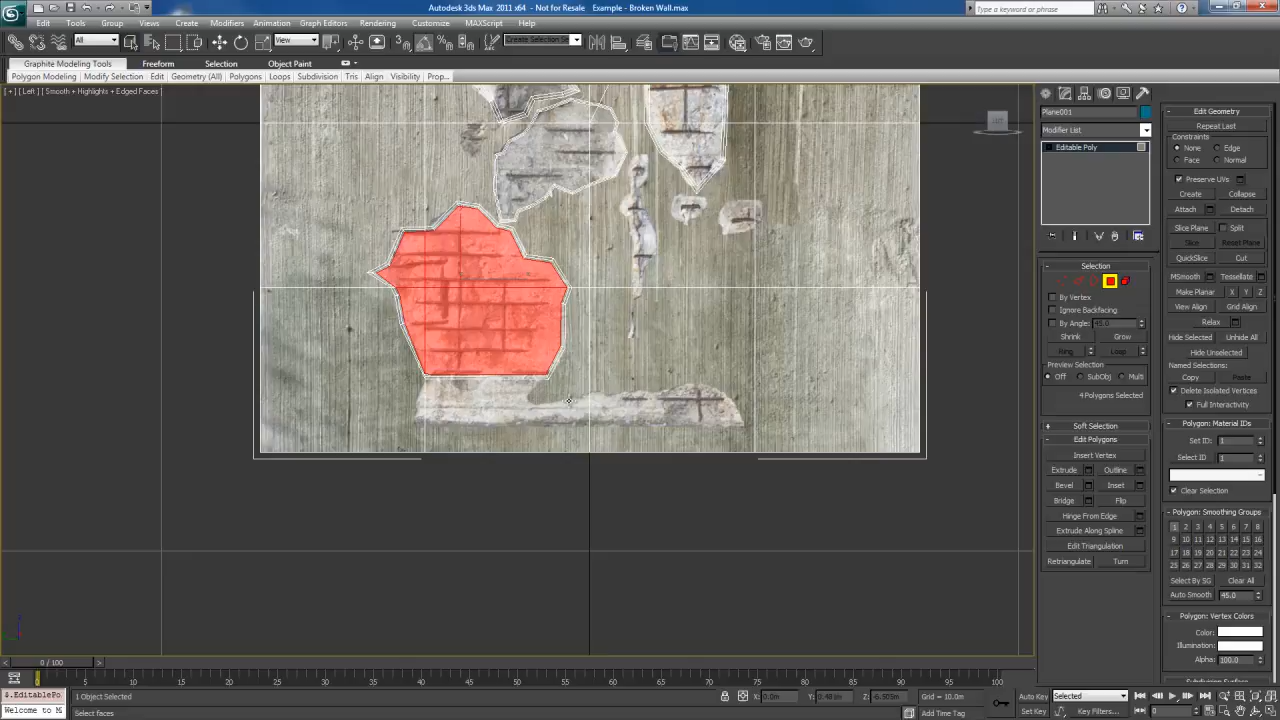 Autodesk 3ds Max 2011 x64 - Not for Resale Example - Broken Wall.max
Type a keyword or phrase
Edit Tools Group Views Create Modifiers Animation Graph Editors Rendering Customize MAXScript Help
All
View
Create Selection Se
Graphite Modeling Tools Freeform Selection Object Paint
Polygon Modeling Modify Selection Edit Geometry (All) Polygons Loops Subdivision Tris Align Visibility Prop...
[ + ] [ Left ] [ Smooth + Highlights + Edged Faces ]
LEFT
Plane001
Modifier List
Editable Poly
Selection
By Vertex
Ignore Backfacing
By Angle: 45.0
Shrink Grow
Ring Loop
Preview Selection
Off SubObj Multi
4 Polygons Selected
Soft Selection
Edit Polygons
Insert Vertex
Extrude Outline
Bevel Inset
Bridge Flip
Hinge From Edge
Extrude Along Spline
Edit Triangulation
Retriangulate Turn
Edit Geometry
Repeat Last
Constraints
None Edge
Face Normal
Preserve UVs
Create Collapse
Attach Detach
Slice Plane Split
Slice Reset Plane
QuickSlice Cut
MSmooth Tessellate
Make Planar X Y Z
View Align Grid Align
Relax
Hide Selected Unhide All
Hide Unselected
Named Selections:
Copy Paste
Delete Isolated Vertices
Full Interactivity
Polygon: Material IDs
Set ID: 1
Select ID 1
Clear Selection
Polygon: Smoothing Groups
1 2 3 4 5 6 7 8
9 10 11 12 13 14 15 16
17 18 19 20 21 22 23 24
25 26 27 28 29 30 31 32
Select By SG Clear All
Auto Smooth 45.0
Polygon: Vertex Colors
Color:
Illumination:
Alpha: 100.0
Subdivision Surface
0 / 100
0 5 10 15 20 25 30 35 40 45 50 55 60 65 70 75 80 85 90 95 100
$.EditablePo
Welcome to M
1 Object Selected
Select faces
X: 0.0m Y: Z:
Grid = 10.0m
Add Time Tag
Auto Key Selected
Set Key Key Filters...
0